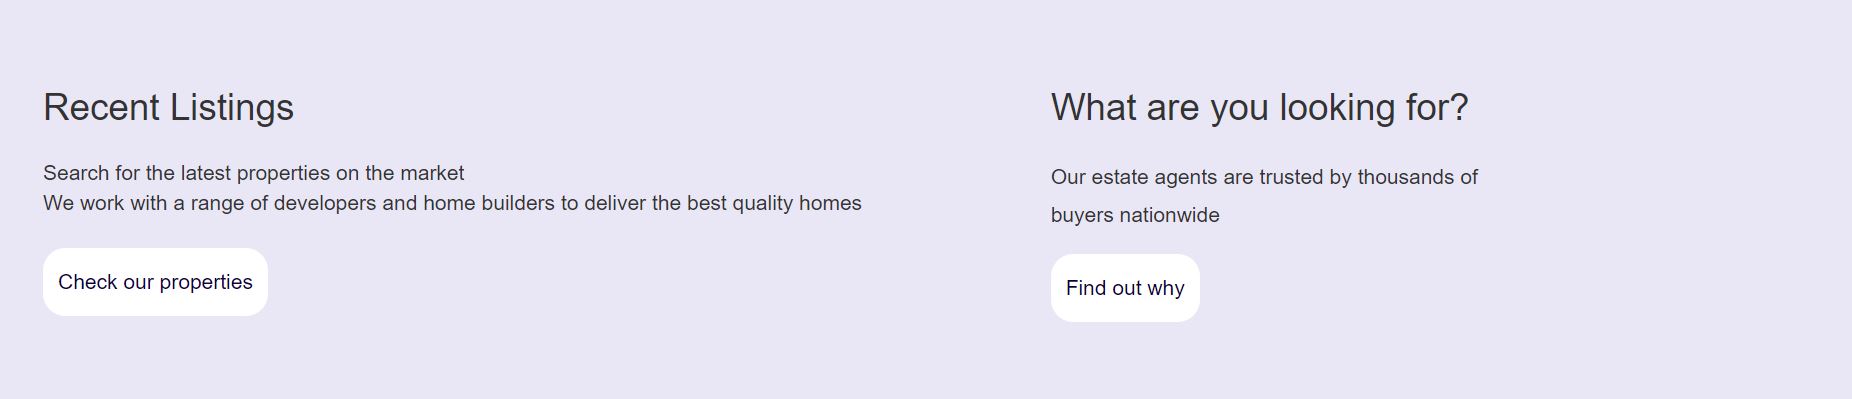 Recent Listings
Search for the latest properties on the market
We work with a range of developers and home builders to deliver the best quality homes
Check our properties
What are you looking for?
Our estate agents are trusted by thousands of
buyers nationwide
Find out why